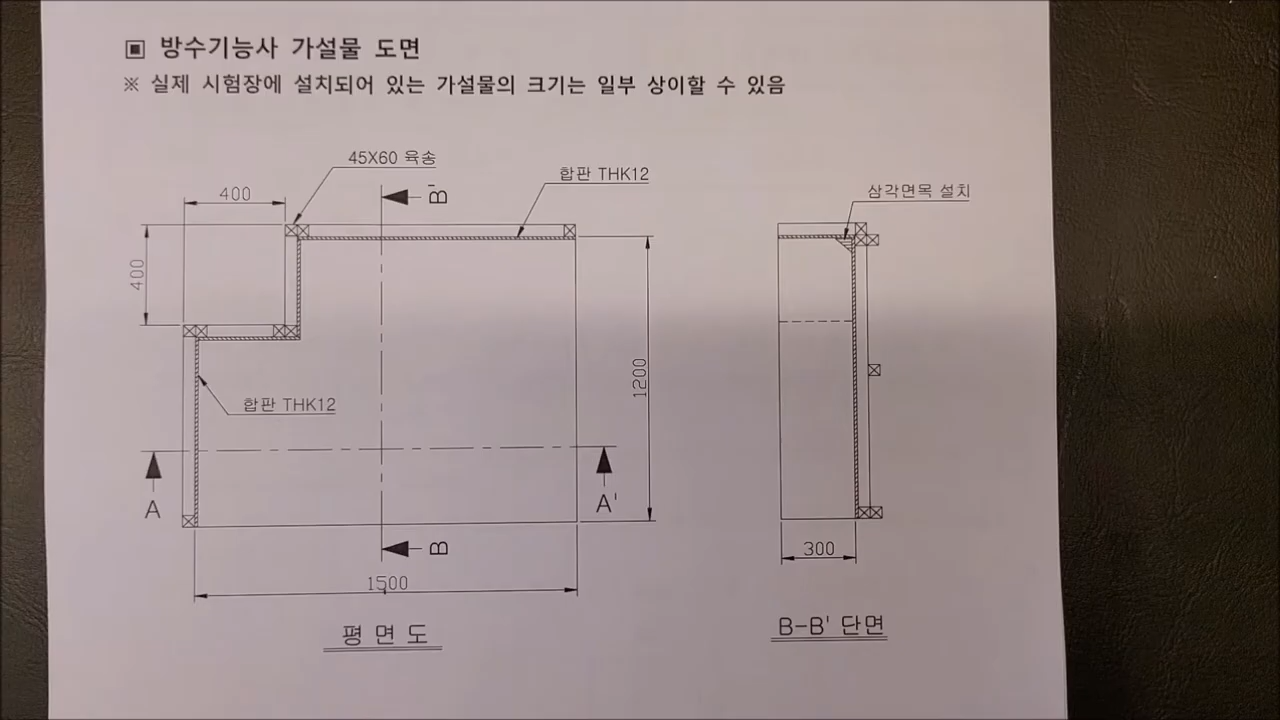 ▣ 방수기능사 가설물 도면
※ 실제 시험장에 설치되어 있는 가설물의 크기는 일부 상이할 수 있음
45X60 육송
합판 THK12
삼각면목 설치
400
B'
400
1200
합판 THK12
A
A'
B
300
1500
평 면 도
B-B' 단면